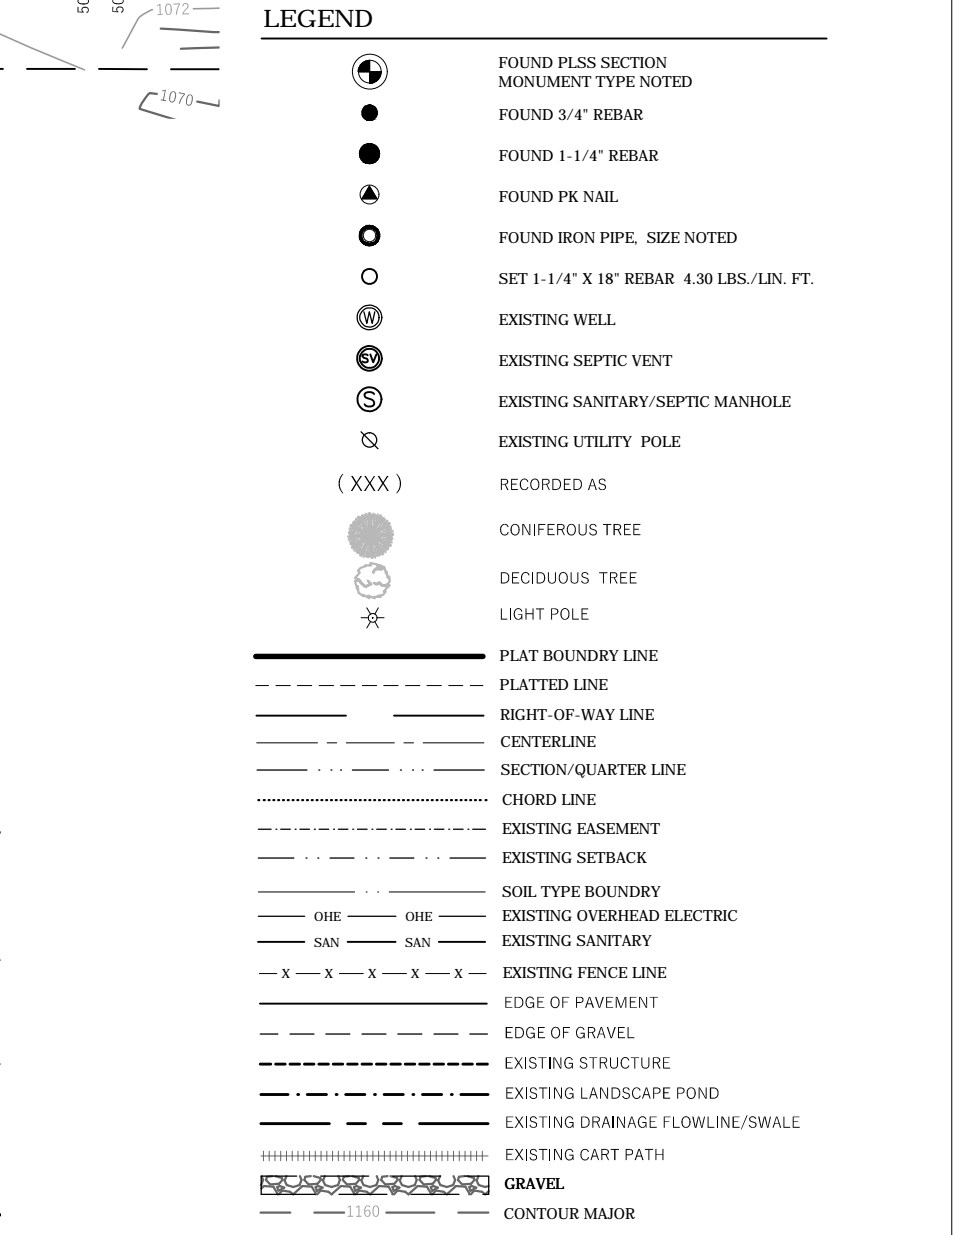 50
50
1072
1070
LEGEND
FOUND PLSS SECTION
MONUMENT TYPE NOTED
FOUND 3/4" REBAR
FOUND 1-1/4" REBAR
FOUND PK NAIL
FOUND IRON PIPE, SIZE NOTED
SET 1-1/4" X 18" REBAR 4.30 LBS./LIN. FT.
W EXISTING WELL
SV EXISTING SEPTIC VENT
S EXISTING SANITARY/SEPTIC MANHOLE
EXISTING UTILITY POLE
(XXX) RECORDED AS
CONIFEROUS TREE
DECIDUOUS TREE
LIGHT POLE
PLAT BOUNDRY LINE
PLATTED LINE
RIGHT-OF-WAY LINE
CENTERLINE
SECTION/QUARTER LINE
CHORD LINE
EXISTING EASEMENT
EXISTING SETBACK
SOIL TYPE BOUNDRY
OHE OHE EXISTING OVERHEAD ELECTRIC
SAN SAN EXISTING SANITARY
X X X X X EXISTING FENCE LINE
EDGE OF PAVEMENT
EDGE OF GRAVEL
EXISTING STRUCTURE
EXISTING LANDSCAPE POND
EXISTING DRAINAGE FLOWLINE/SWALE
EXISTING CART PATH
GRAVEL
1160 CONTOUR MAJOR